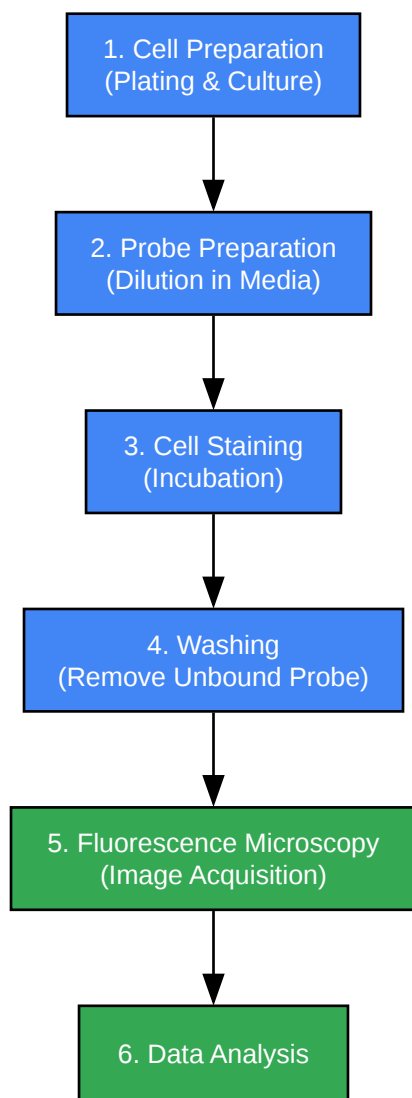 1. Cell Preparation
(Plating & Culture)
2. Probe Preparation
(Dilution in Media)
3. Cell Staining
(Incubation)
4. Washing
(Remove Unbound Probe)
5. Fluorescence Microscopy
(Image Acquisition)
6. Data Analysis